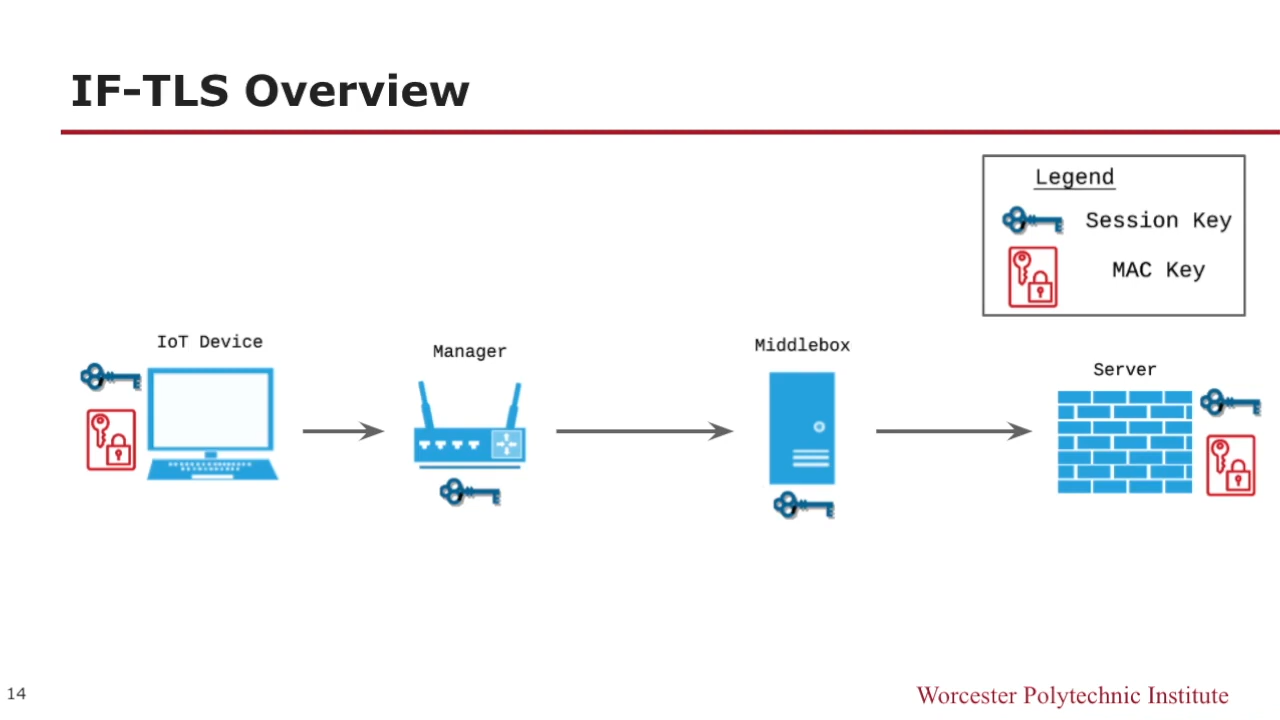 IF-TLS Overview
Legend
Session Key
MAC Key
IoT Device
Manager
Middlebox
Server
14
Worcester Polytechnic Institute